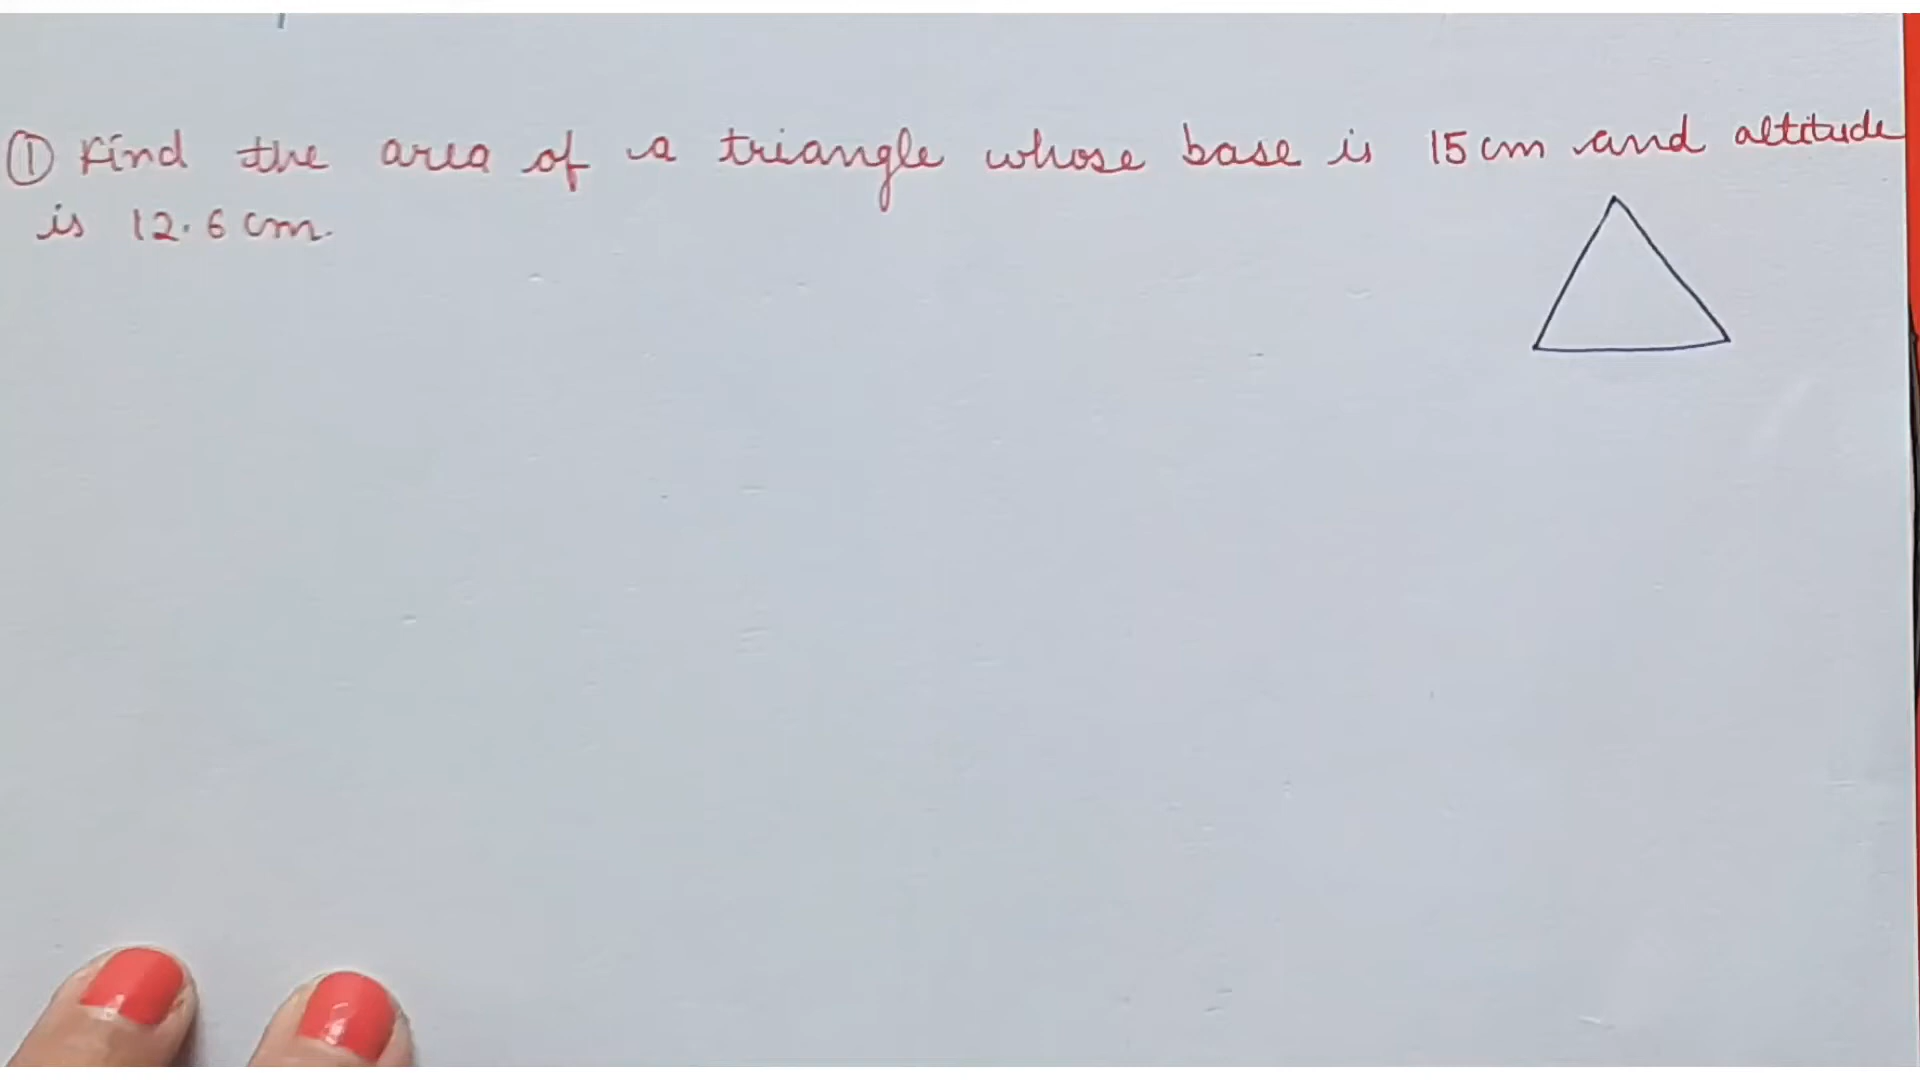 ① Find the area of a triangle whose base is 15 cm and altitude
is 12.6 cm.